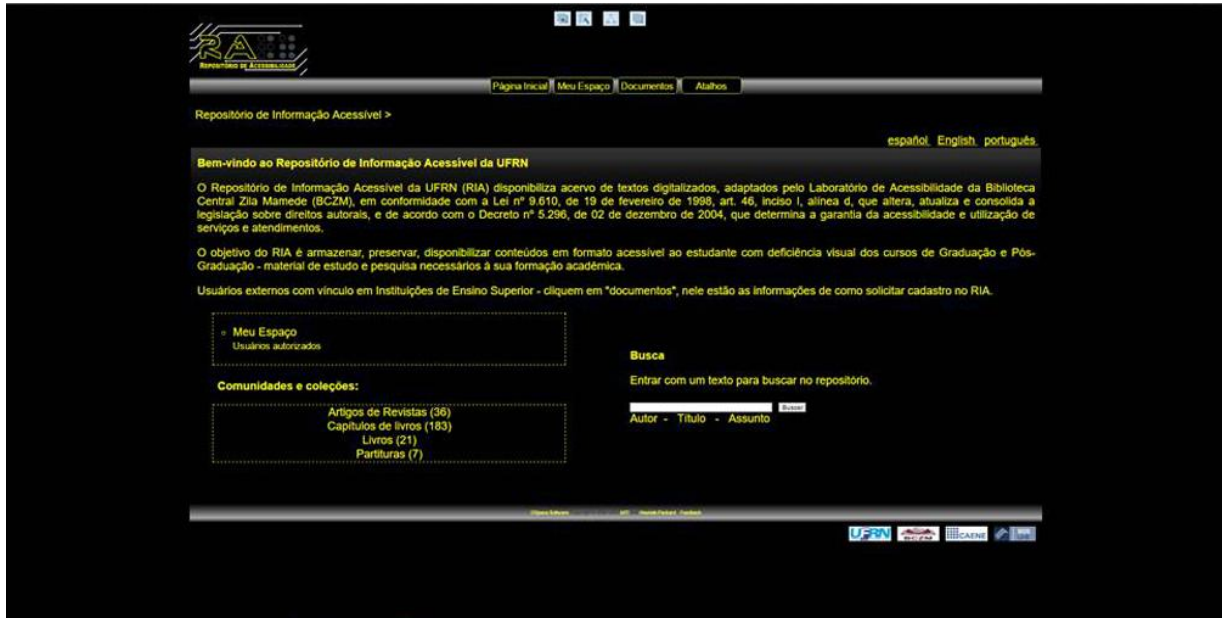 RA
REPOSITÓRIO DE ACESSIBILIDADE
Página Inicial Meu Espaço Documentos Atalhos
Repositório de Informação Acessível >
español English português
Bem-vindo ao Repositório de Informação Acessível da UFRN
O Repositório de Informação Acessível da UFRN (RIA) disponibiliza acervo de textos digitalizados, adaptados pelo Laboratório de Acessibilidade da Biblioteca
Central Zila Mamede (BCZM), em conformidade com a Lei nº 9.610, de 19 de fevereiro de 1998, art. 46, inciso I, alínea d, que altera, atualiza e consolida a
legislação sobre direitos autorais, e de acordo com o Decreto nº 5.296, de 02 de dezembro de 2004, que determina a garantia da acessibilidade e utilização de
serviços e atendimentos.
O objetivo do RIA é armazenar, preservar, disponibilizar conteúdos em formato acessível ao estudante com deficiência visual dos cursos de Graduação e Pós-
Graduação - material de estudo e pesquisa necessários à sua formação acadêmica.
Usuários externos com vínculo em Instituições de Ensino Superior - cliquem em "documentos", nele estão as informações de como solicitar cadastro no RIA.
Meu Espaço
Usuários autorizados
Comunidades e coleções:
Artigos de Revistas (36)
Capítulos de livros (183)
Livros (21)
Partituras (7)
Busca
Entrar com um texto para buscar no repositório.
Buscar
Autor - Título - Assunto
UFRN BCZM CAENE